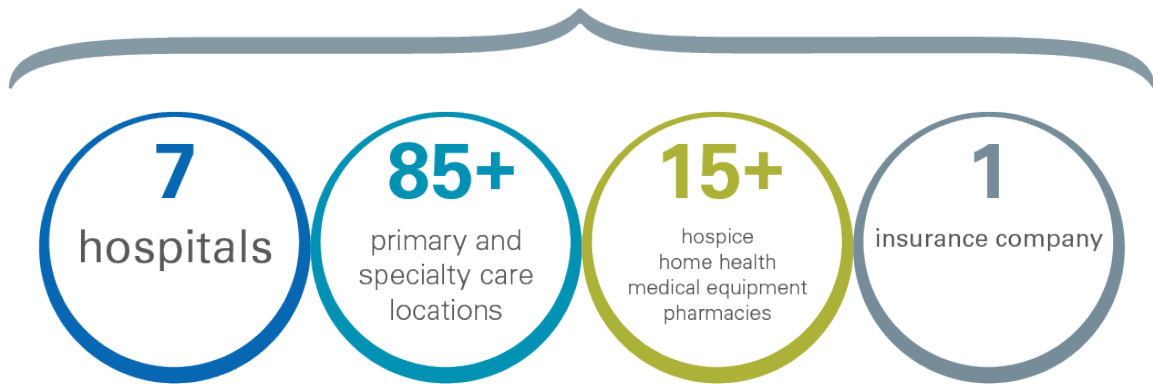 7
hospitals
85+
primary and
specialty care
locations
15+
hospice
home health
medical equipment
pharmacies
1
insurance company